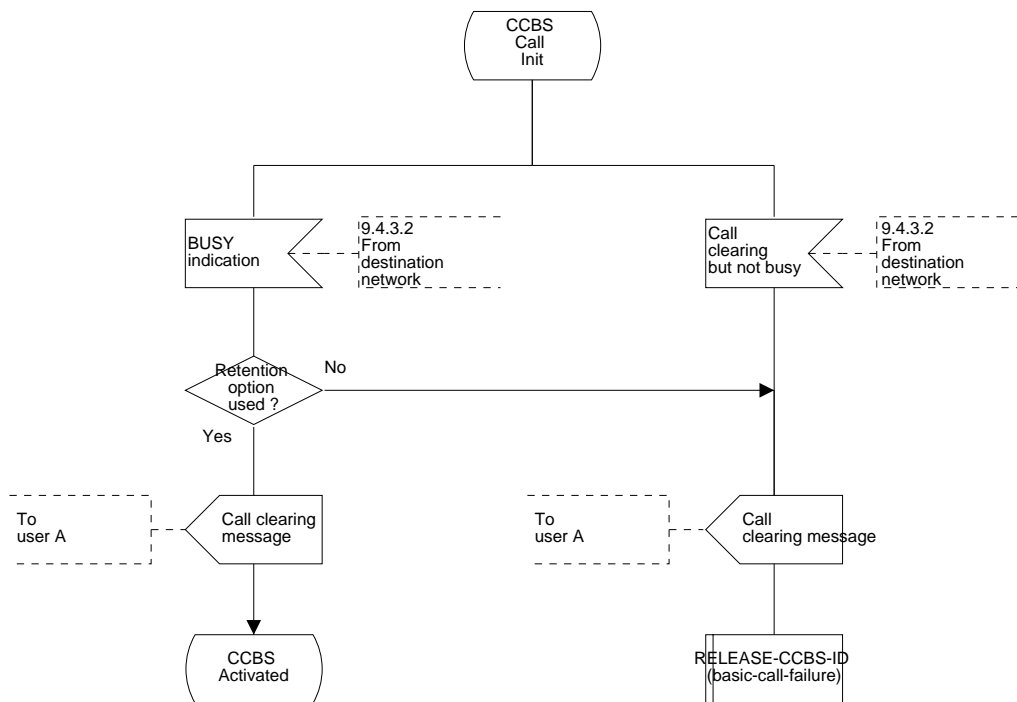 CCBS
Call
Init
BUSY
indication
9.4.3.2
From
destination
network
Call
clearing
but not busy
9.4.3.2
From
destination
network
Retention
option
used ?
No
Yes
To
user A
Call clearing
message
To
user A
Call
clearing message
CCBS
Activated
RELEASE-CCBS-ID
(basic-call-failure)